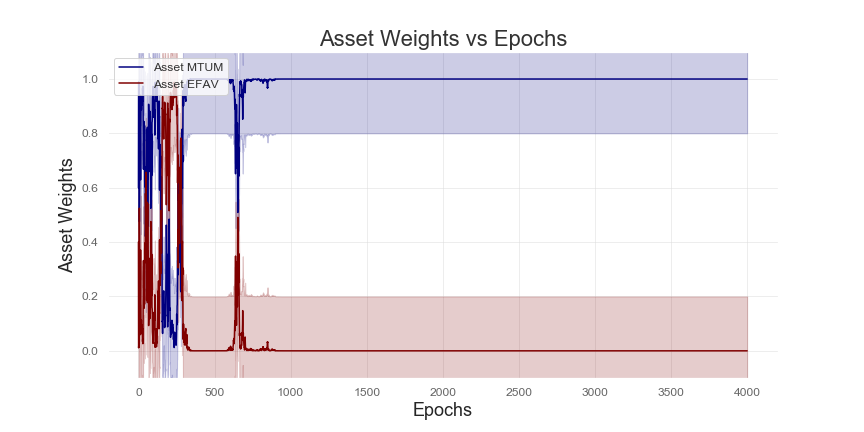 Asset Weights vs Epochs
Asset MTUM
Asset EFAV
Asset Weights
1.0
0.8
0.6
0.4
0.2
0.0
0 500 1000 1500 2000 2500 3000 3500 4000
Epochs